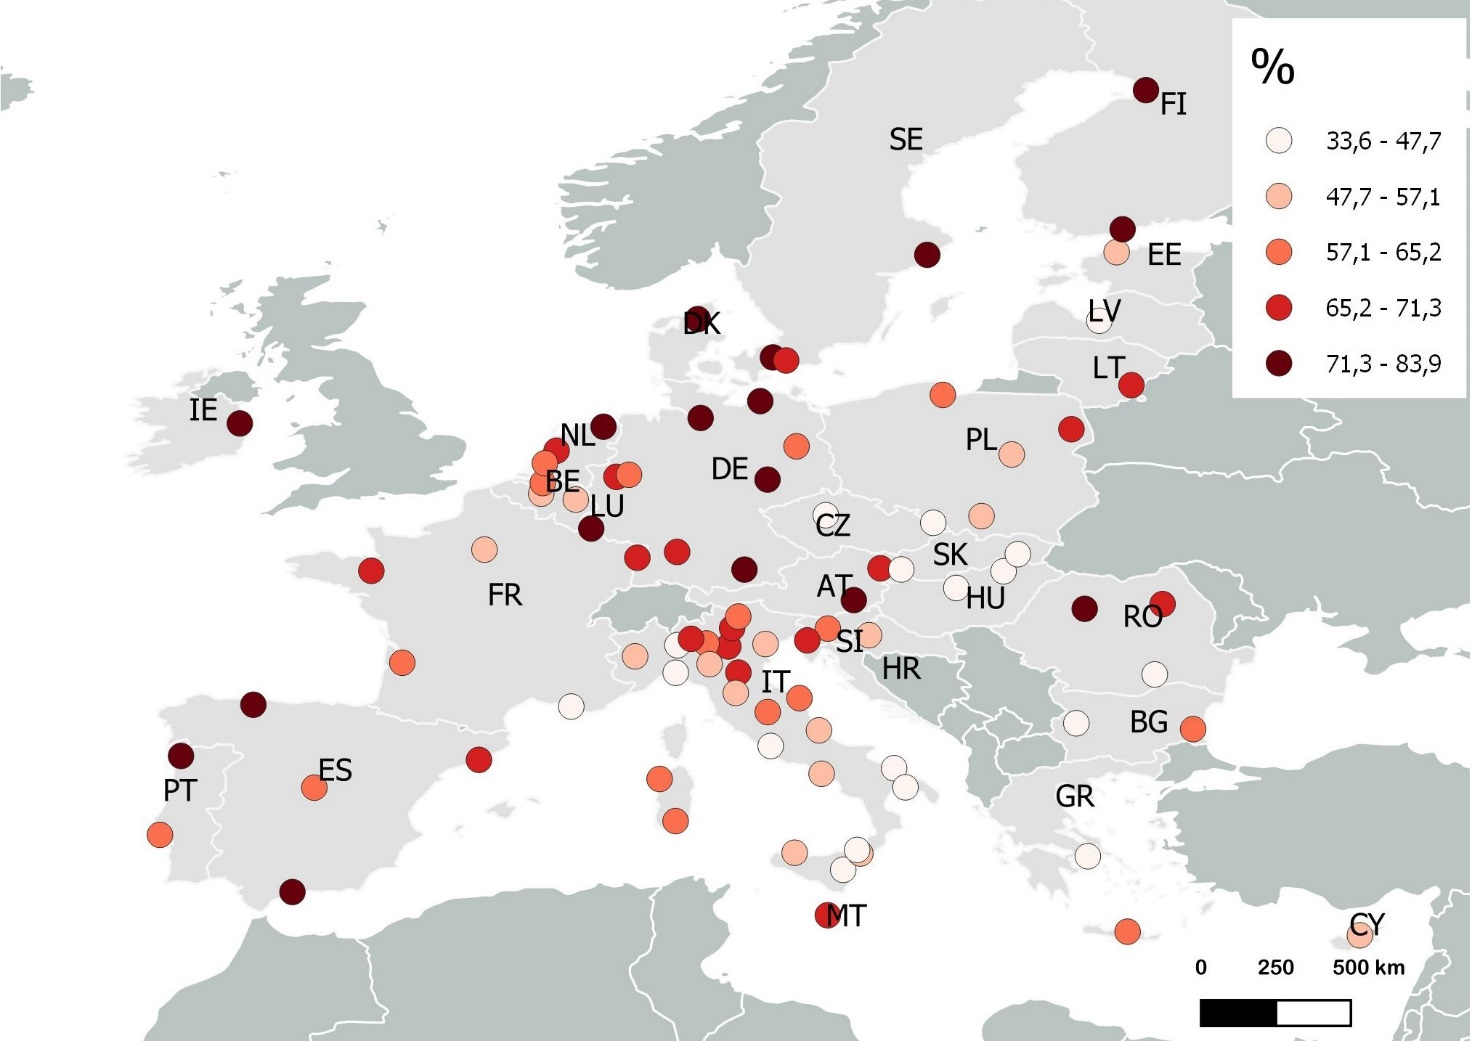 %
33,6 - 47,7
47,7 - 57,1
57,1 - 65,2
65,2 - 71,3
71,3 - 83,9
FI
SE
EE
LV
DK
LT
IE
NL
PL
DE
BE
LU
CZ
SK
AT
HU
FR
RO
SI
HR
IT
BG
ES
PT
GR
MT
CY
0 250 500 km